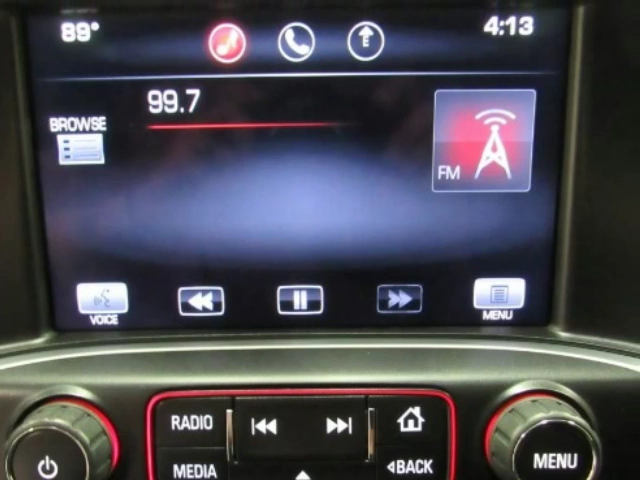 89° 4:13
E
99.7
BROWSE
FM
VOICE MENU
RADIO
MEDIA BACK
MENU